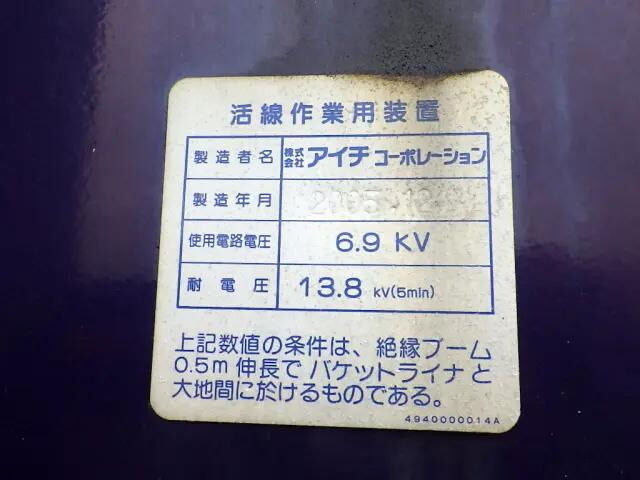 活線作業用装置
製造者名 株式会社 アイチ コーポレーション
製造年月 2005.12
使用電路電圧 6.9 KV
耐電圧 13.8 kV(5min)
上記数値の条件は、絶縁ブーム
0.5m伸長で バケットライナと
大地間に於けるものである。
4940000014A